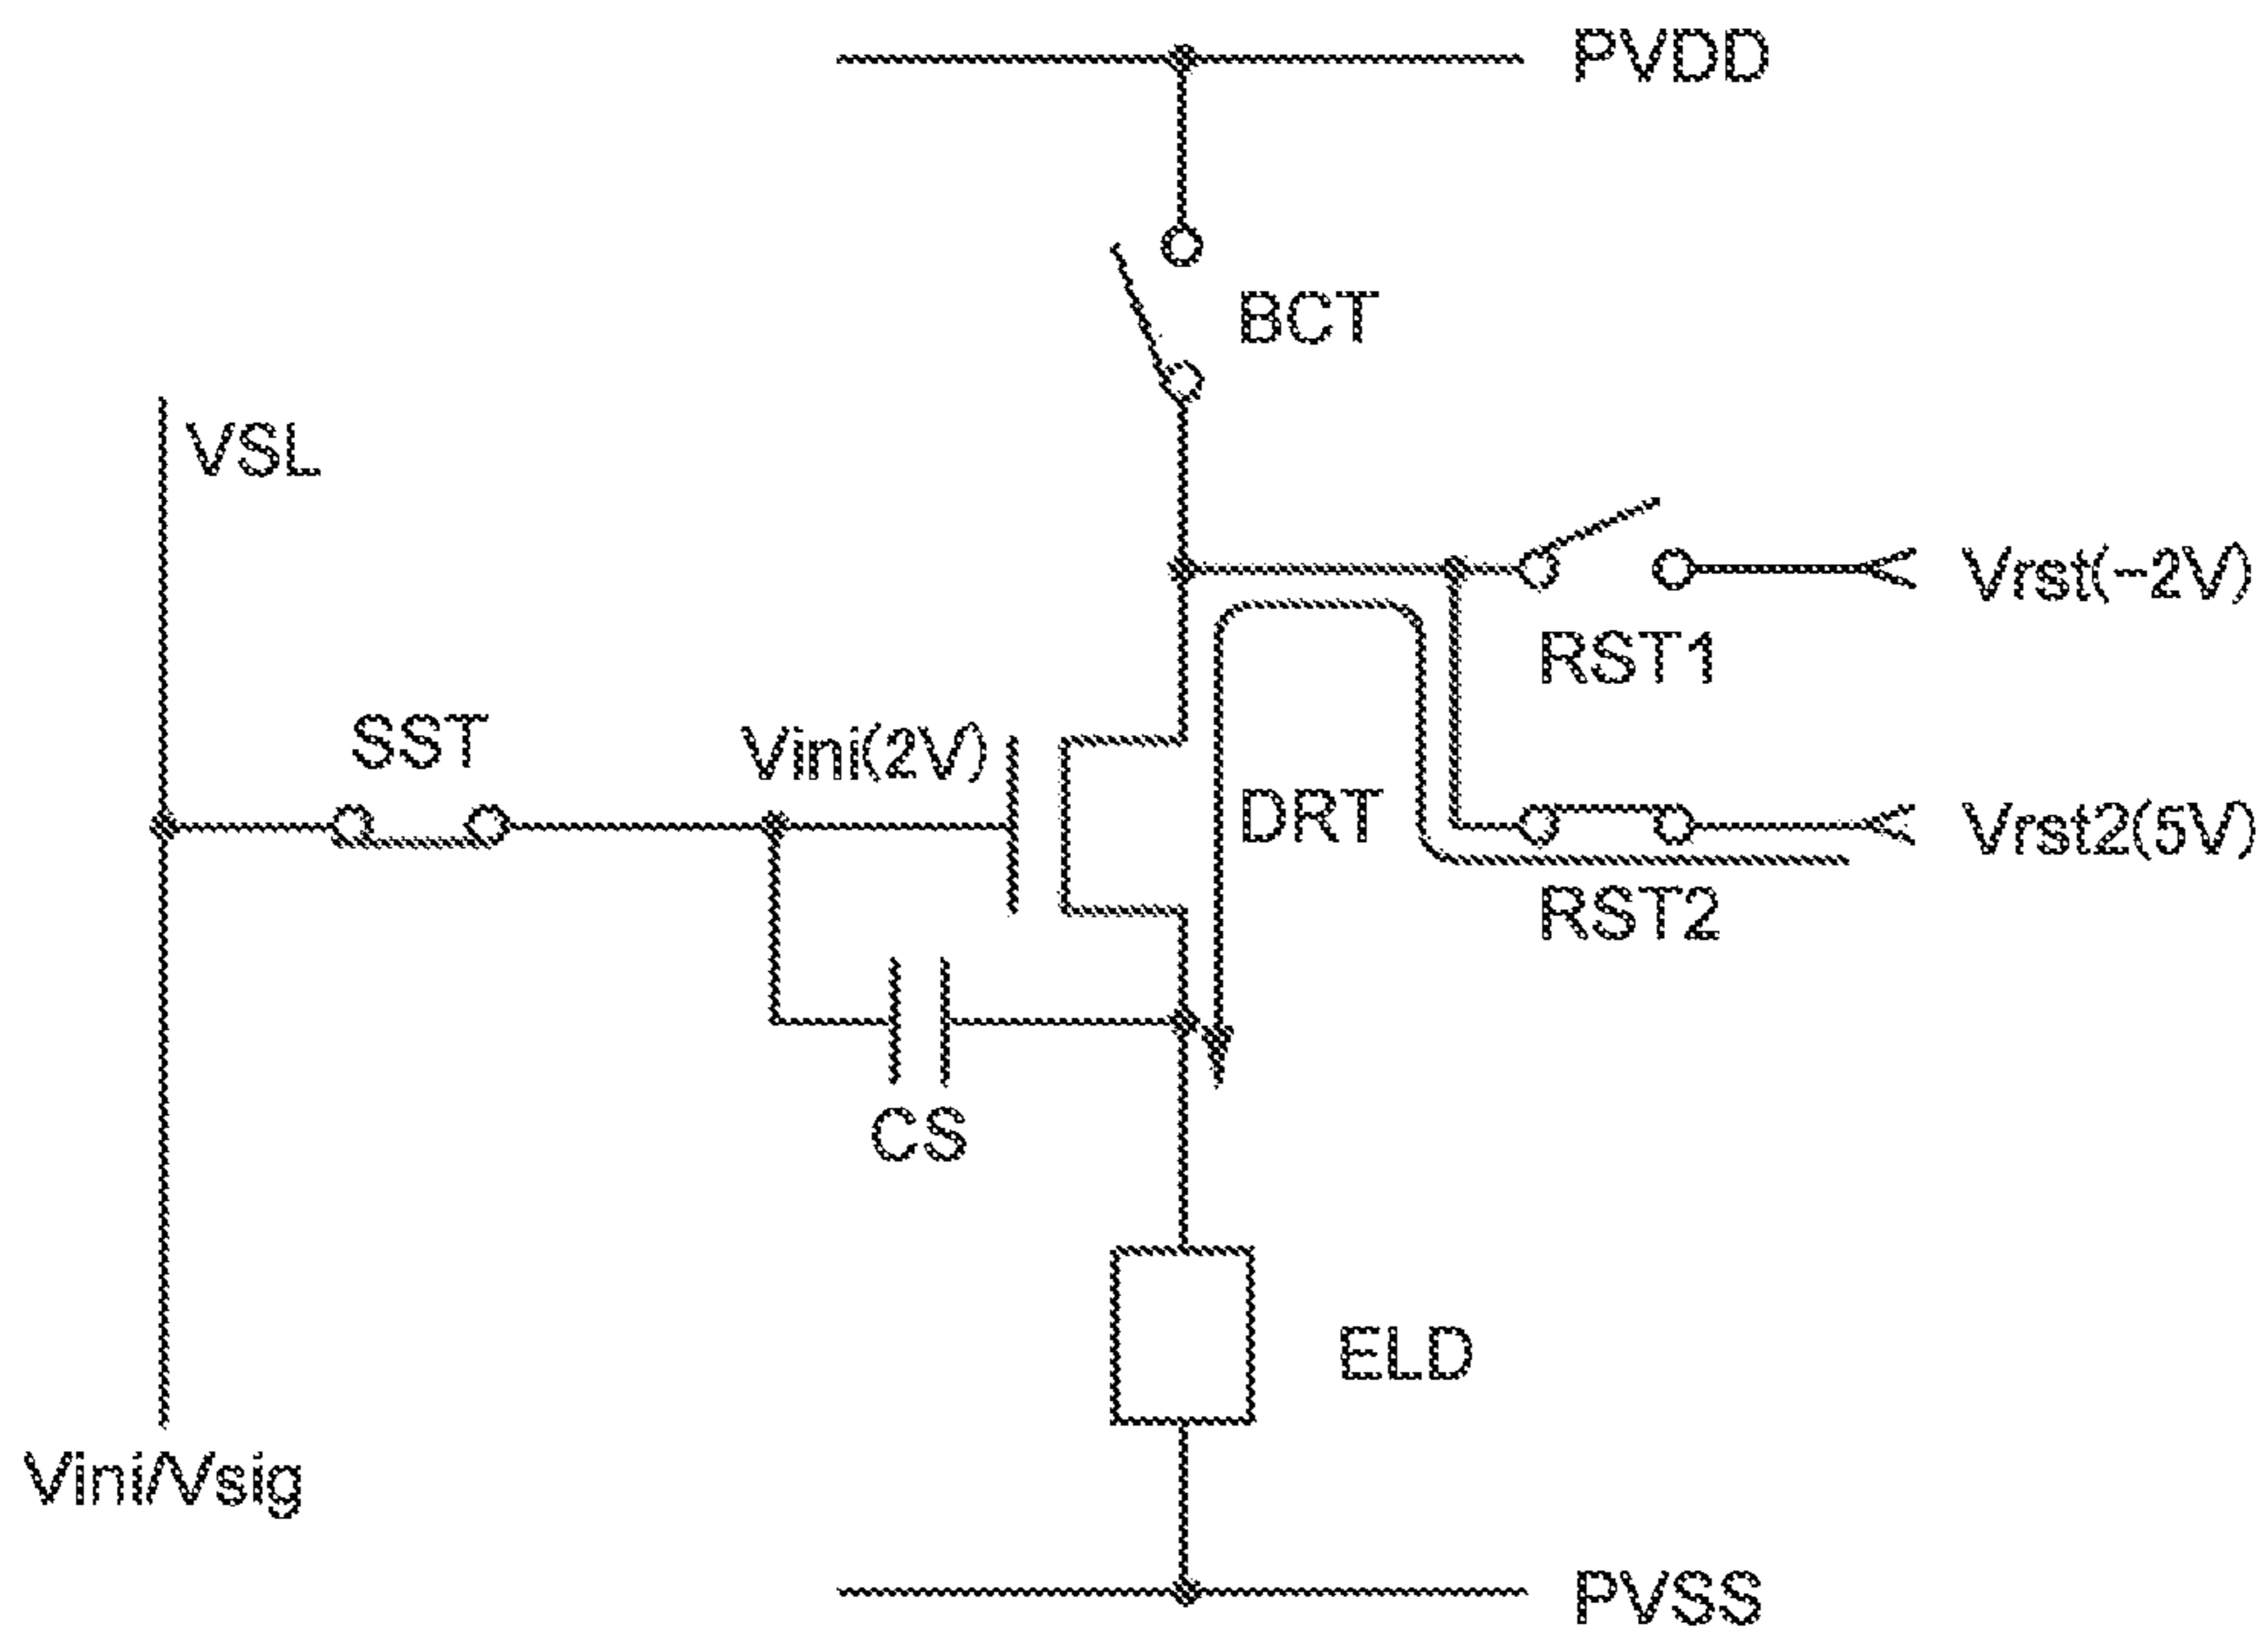 PVDD
BCT
VSL
Vrst(-2V)
RST1
SST
Vini(2V)
DRT
Vrst2(5V)
RST2
CS
ELD
Vini/Vsig
PVSS